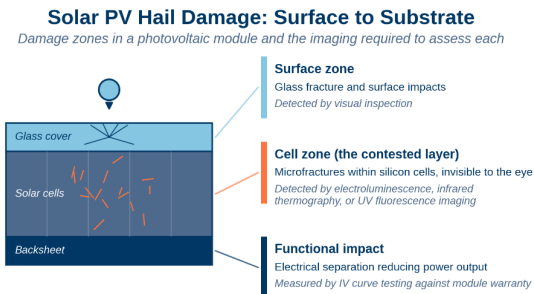 Solar PV Hail Damage: Surface to Substrate
Damage zones in a photovoltaic module and the imaging required to assess each
Surface zone
Glass fracture and surface impacts
Detected by visual inspection
Glass cover
Cell zone (the contested layer)
Microfractures within silicon cells, invisible to the eye
Detected by electroluminescence, infrared
thermography, or UV fluorescence imaging
Solar cells
Functional impact
Electrical separation reducing power output
Measured by IV curve testing against module warranty
Backsheet